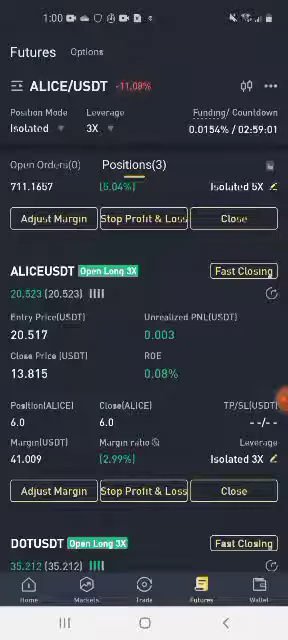 1:00
Futures Options
ALICE/USDT -11.08%
Position Mode Leverage Funding/ Countdown
Isolated 3X 0.0154% / 02:59:01
Open Orders(0) Positions(3)
711.1657 (5.04%) Isolated 5X
Adjust Margin Stop Profit & Loss Close
ALICEUSDT Open Long 3X Fast Closing
20.523 (20.523)
Entry Price(USDT) Unrealized PNL(USDT)
20.517 0.003
Close Price (USDT) ROE
13.815 0.08%
Position(ALICE) Close(ALICE) TP/SL(USDT)
6.0 6.0 --/--
Margin(USDT) Margin ratio Leverage
41.009 (2.99%) Isolated 3X
Adjust Margin Stop Profit & Loss Close
DOTUSDT Open Long 3X Fast Closing
35.212 (35.212)
Home Markets Trade Futures Wallet